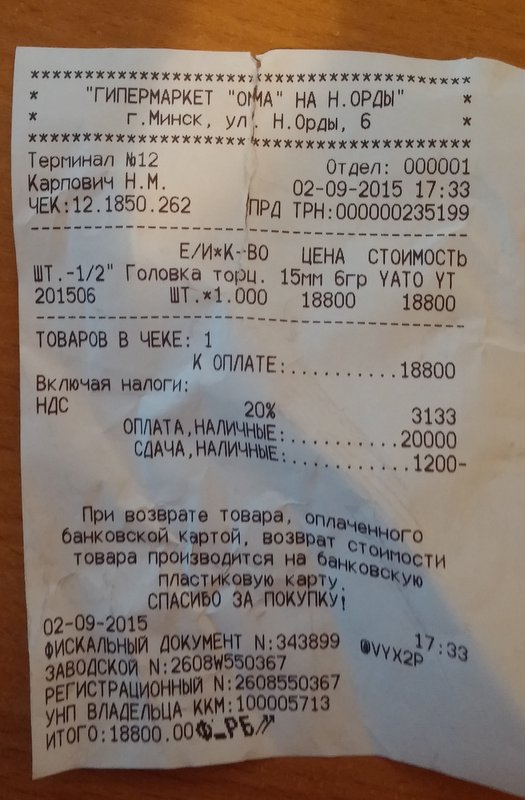 ****************************************
* "ГИПЕРМАРКЕТ "ОМА" НА Н.ОРДЫ" *
* г.Минск, ул. Н.Орды, 6 *
****************************************
Терминал №12 Отдел: 000001
Карпович Н.М. 02-09-2015 17:33
ЧЕК:12.1850.262 ПРД ТРН:000000235199
----------------------------------------
Е/И*К-ВО ЦЕНА СТОИМОСТЬ
ШТ.-1/2" Головка торц. 15мм 6гр YATO YT
201506 ШТ.*1.000 18800 18800
----------------------------------------
ТОВАРОВ В ЧЕКЕ: 1
К ОПЛАТЕ:..........18800
Включая налоги:
НДС 20% 3133
ОПЛАТА,НАЛИЧНЫЕ:..........20000
СДАЧА,НАЛИЧНЫЕ:...........1200-
При возврате товара, оплаченного
банковской картой, возврат стоимости
товара производится на банковскую
пластиковую карту.
СПАСИБО ЗА ПОКУПКУ!
02-09-2015 17:33
ФИСКАЛЬНЫЙ ДОКУМЕНТ N:343899 @VYX2P
ЗАВОДСКОЙ N:2608W550367
РЕГИСТРАЦИОННЫЙ N:2608550367
УНП ВЛАДЕЛЬЦА ККМ:100005713
ИТОГО:18800.00Ф_РБ